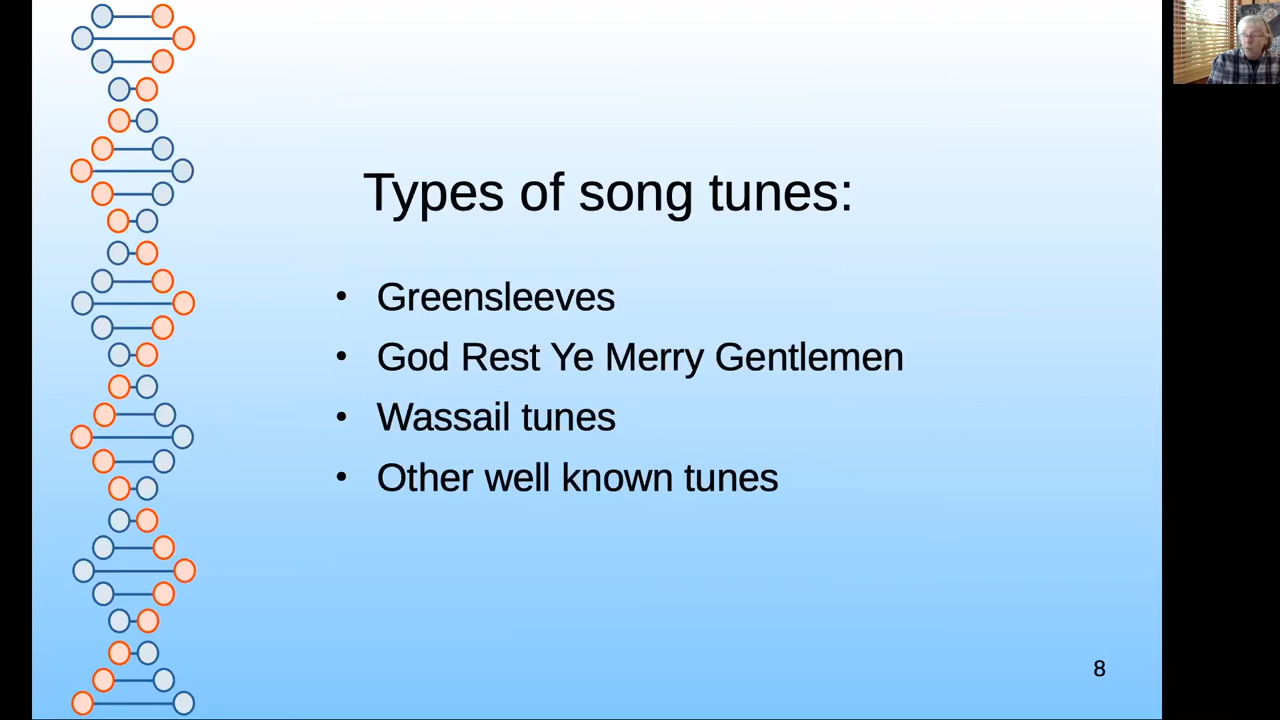 Types of song tunes:
• Greensleeves
• God Rest Ye Merry Gentlemen
• Wassail tunes
• Other well known tunes
8